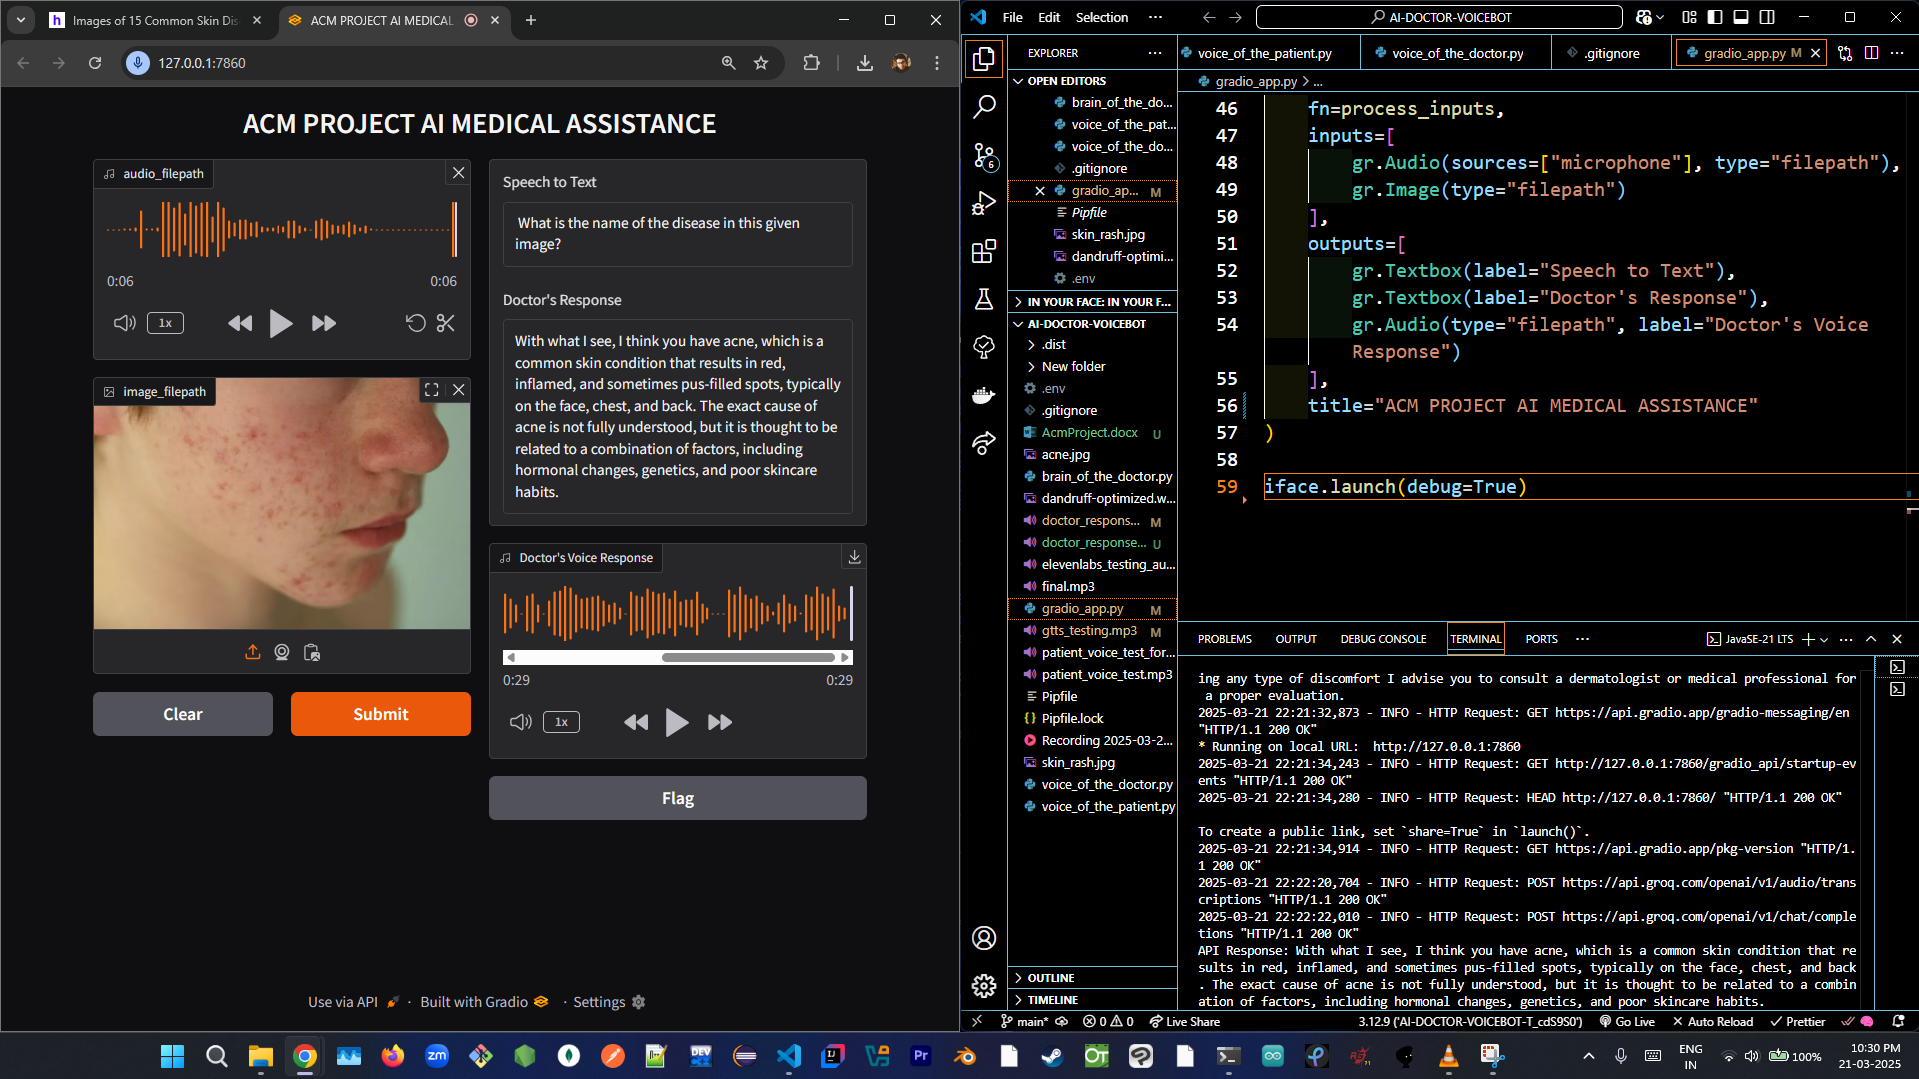 Images of 15 Common Skin Dis
ACM PROJECT AI MEDICAL
127.0.0.1:7860
ACM PROJECT AI MEDICAL ASSISTANCE
audio_filepath
0:06
0:06
1x
image_filepath
Clear
Submit
Speech to Text
What is the name of the disease in this given
image?
Doctor's Response
With what I see, I think you have acne, which is a
common skin condition that results in red,
inflamed, and sometimes pus-filled spots, typically
on the face, chest, and back. The exact cause of
acne is not fully understood, but it is thought to be
related to a combination of factors, including
hormonal changes, genetics, and poor skincare
habits.
Doctor's Voice Response
0:29
0:29
1x
Flag
Use via API · Built with Gradio · Settings
File Edit Selection ···
AI-DOCTOR-VOICEBOT
EXPLORER ···
OPEN EDITORS
brain_of_the_do...
voice_of_the_pat...
voice_of_the_do...
.gitignore
gradio_ap... M
Pipfile
skin_rash.jpg
dandruff-optimi...
.env
IN YOUR FACE: IN YOUR F...
AI-DOCTOR-VOICEBOT
.dist
New folder
.env
.gitignore
AcmProject.docx U
acne.jpg
brain_of_the_doctor.py
dandruff-optimized.w...
doctor_respons... M
doctor_response... U
elevenlabs_testing_au...
final.mp3
gradio_app.py M
gtts_testing.mp3 M
patient_voice_test_for...
patient_voice_test.mp3
Pipfile
Pipfile.lock
Recording 2025-03-2...
skin_rash.jpg
voice_of_the_doctor.py
voice_of_the_patient.py
OUTLINE
TIMELINE
6
voice_of_the_patient.py voice_of_the_doctor.py .gitignore gradio_app.py M
gradio_app.py > ...
46 fn=process_inputs,
47 inputs=[
48 gr.Audio(sources=["microphone"], type="filepath"),
49 gr.Image(type="filepath")
50 ],
51 outputs=[
52 gr.Textbox(label="Speech to Text"),
53 gr.Textbox(label="Doctor's Response"),
54 gr.Audio(type="filepath", label="Doctor's Voice
Response")
55 ],
56 title="ACM PROJECT AI MEDICAL ASSISTANCE"
57 )
58
59 iface.launch(debug=True)
PROBLEMS OUTPUT DEBUG CONSOLE TERMINAL PORTS ··· JavaSE-21 LTS
ing any type of discomfort I advise you to consult a dermatologist or medical professional for
a proper evaluation.
2025-03-21 22:21:32,873 - INFO - HTTP Request: GET https://api.gradio.app/gradio-messaging/en
"HTTP/1.1 200 OK"
* Running on local URL: http://127.0.0.1:7860
2025-03-21 22:21:34,243 - INFO - HTTP Request: GET http://127.0.0.1:7860/gradio_api/startup-ev
ents "HTTP/1.1 200 OK"
2025-03-21 22:21:34,280 - INFO - HTTP Request: HEAD http://127.0.0.1:7860/ "HTTP/1.1 200 OK"
To create a public link, set `share=True` in `launch()`.
2025-03-21 22:21:34,914 - INFO - HTTP Request: GET https://api.gradio.app/pkg-version "HTTP/1.
1 200 OK"
2025-03-21 22:22:20,704 - INFO - HTTP Request: POST https://api.groq.com/openai/v1/audio/trans
criptions "HTTP/1.1 200 OK"
2025-03-21 22:22:22,010 - INFO - HTTP Request: POST https://api.groq.com/openai/v1/chat/comple
tions "HTTP/1.1 200 OK"
API Response: With what I see, I think you have acne, which is a common skin condition that re
sults in red, inflamed, and sometimes pus-filled spots, typically on the face, chest, and back
. The exact cause of acne is not fully understood, but it is thought to be related to a combin
ation of factors, including hormonal changes, genetics, and poor skincare habits.
main* 0 0 Live Share 3.12.9 ('AI-DOCTOR-VOICEBOT-T_cdS9S0') Go Live Auto Reload Prettier
zm DEV Pr OT
ENG
IN
100%
10:30 PM
21-03-2025